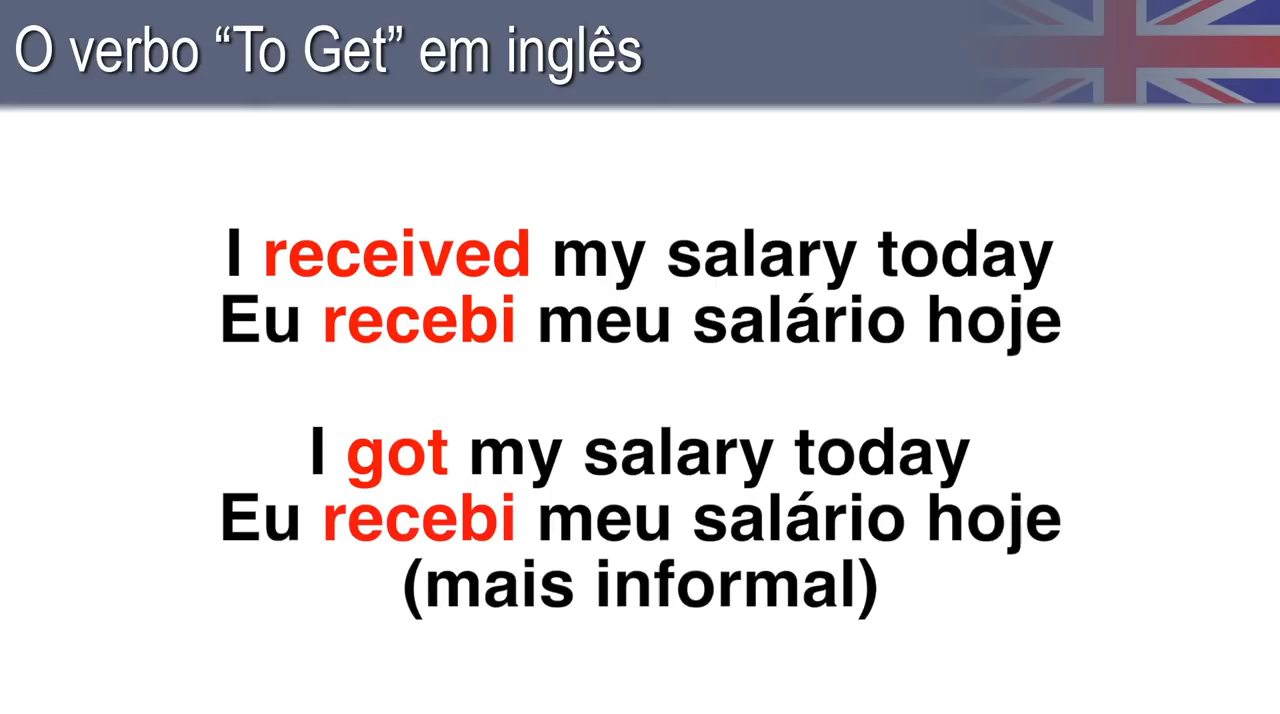 O verbo “To Get” em inglês
I received my salary today
Eu recebi meu salário hoje
I got my salary today
Eu recebi meu salário hoje
(mais informal)